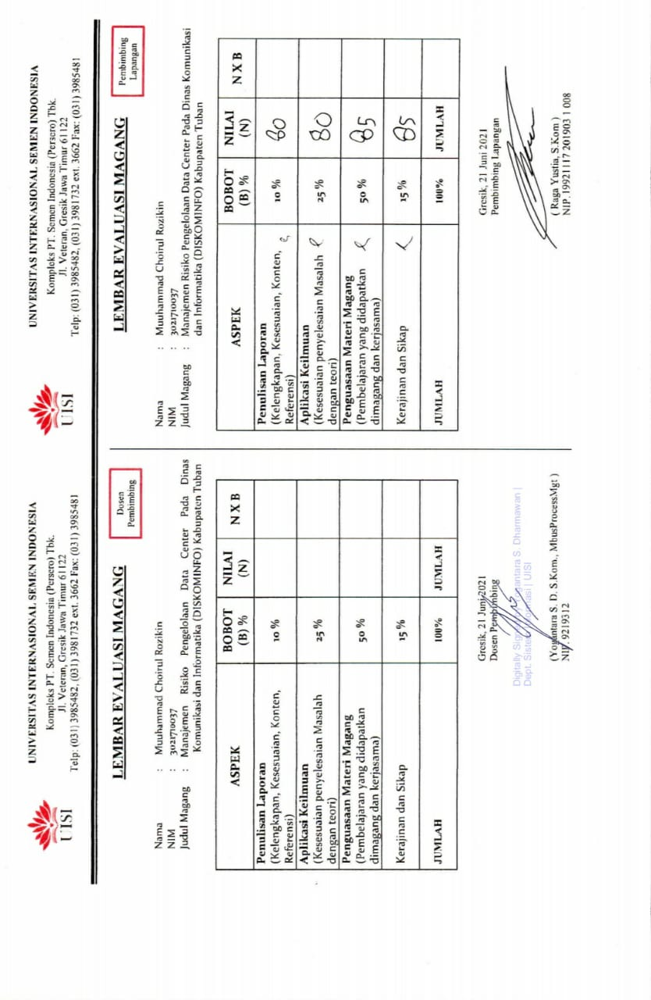 UNIVERSITAS INTERNASIONAL SEMEN INDONESIA
Kompleks PT. Semen Indonesia (Persero) Tbk.
Jl. Veteran, Gresik Jawa Timur 61122
Telp: (031) 3985482, (031) 3981732 ext. 3662 Fax: (031) 3985481
UISI
LEMBAR EVALUASI MAGANG
Dosen
Pembimbing
Nama : Muuhammad Choirul Rozikin
NIM : 3021710037
Judul Magang : Manajemen Risiko Pengelolaan Data Center Pada Dinas
Komunikasi dan Informatika (DISKOMINFO) Kabupaten Tuban
ASPEK BOBOT (B) % NILAI (N) N X B
Penulisan Laporan
(Kelengkapan, Kesesuaian, Konten, 10 %
Referensi)
Aplikasi Keilmuan
(Kesesuaian penyelesaian Masalah 25 %
dengan teori)
Penguasaan Materi Magang
(Pembelajaran yang didapatkan 50 %
dimagang dan kerjasama)
Kerajinan dan Sikap 15 %
JUMLAH 100% JUMLAH
Gresik, 21 Juni 2021
Dosen Pembimbing
Digitally Signed by Yogantara S. Dharmawan |
Dept. Sistem Informasi | UISI
(Yogantara S. D. S.Kom., MbusProcessMgt )
NIP. 9219312
UNIVERSITAS INTERNASIONAL SEMEN INDONESIA
Kompleks PT. Semen Indonesia (Persero) Tbk.
Jl. Veteran, Gresik Jawa Timur 61122
Telp: (031) 3985482, (031) 3981732 ext. 3662 Fax: (031) 3985481
UISI
LEMBAR EVALUASI MAGANG
Pembimbing
Lapangan
Nama : Muuhammad Choirul Rozikin
NIM : 3021710037
Judul Magang : Manajemen Risiko Pengelolaan Data Center Pada Dinas Komunikasi
dan Informatika (DISKOMINFO) Kabupaten Tuban
ASPEK BOBOT (B) % NILAI (N) N X B
Penulisan Laporan
(Kelengkapan, Kesesuaian, Konten, 10 % 80
Referensi)
Aplikasi Keilmuan
(Kesesuaian penyelesaian Masalah 25 % 80
dengan teori)
Penguasaan Materi Magang
(Pembelajaran yang didapatkan 50 % 85
dimagang dan kerjasama)
Kerajinan dan Sikap 15 % 85
JUMLAH 100% JUMLAH
Gresik, 21 Juni 2021
Pembimbing Lapangan
( Raga Yustia, S.Kom )
NIP. 19921117 201903 1 008